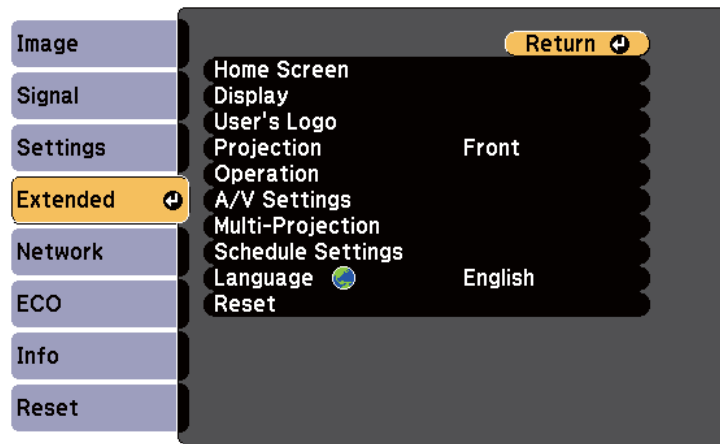 Image
Signal
Settings
Extended
Network
ECO
Info
Reset
Return
Home Screen
Display
User's Logo
Projection Front
Operation
A/V Settings
Multi-Projection
Schedule Settings
Language English
Reset